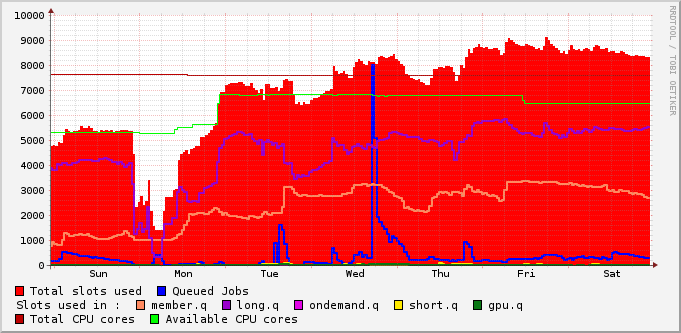 10000
9000
8000
7000
6000
5000
4000
3000
2000
1000
0
Sun Mon Tue Wed Thu Fri Sat
RRDTOOL / TOBI OETIKER
Total slots used Queued Jobs
Slots used in : member.q long.q ondemand.q short.q gpu.q
Total CPU cores Available CPU cores